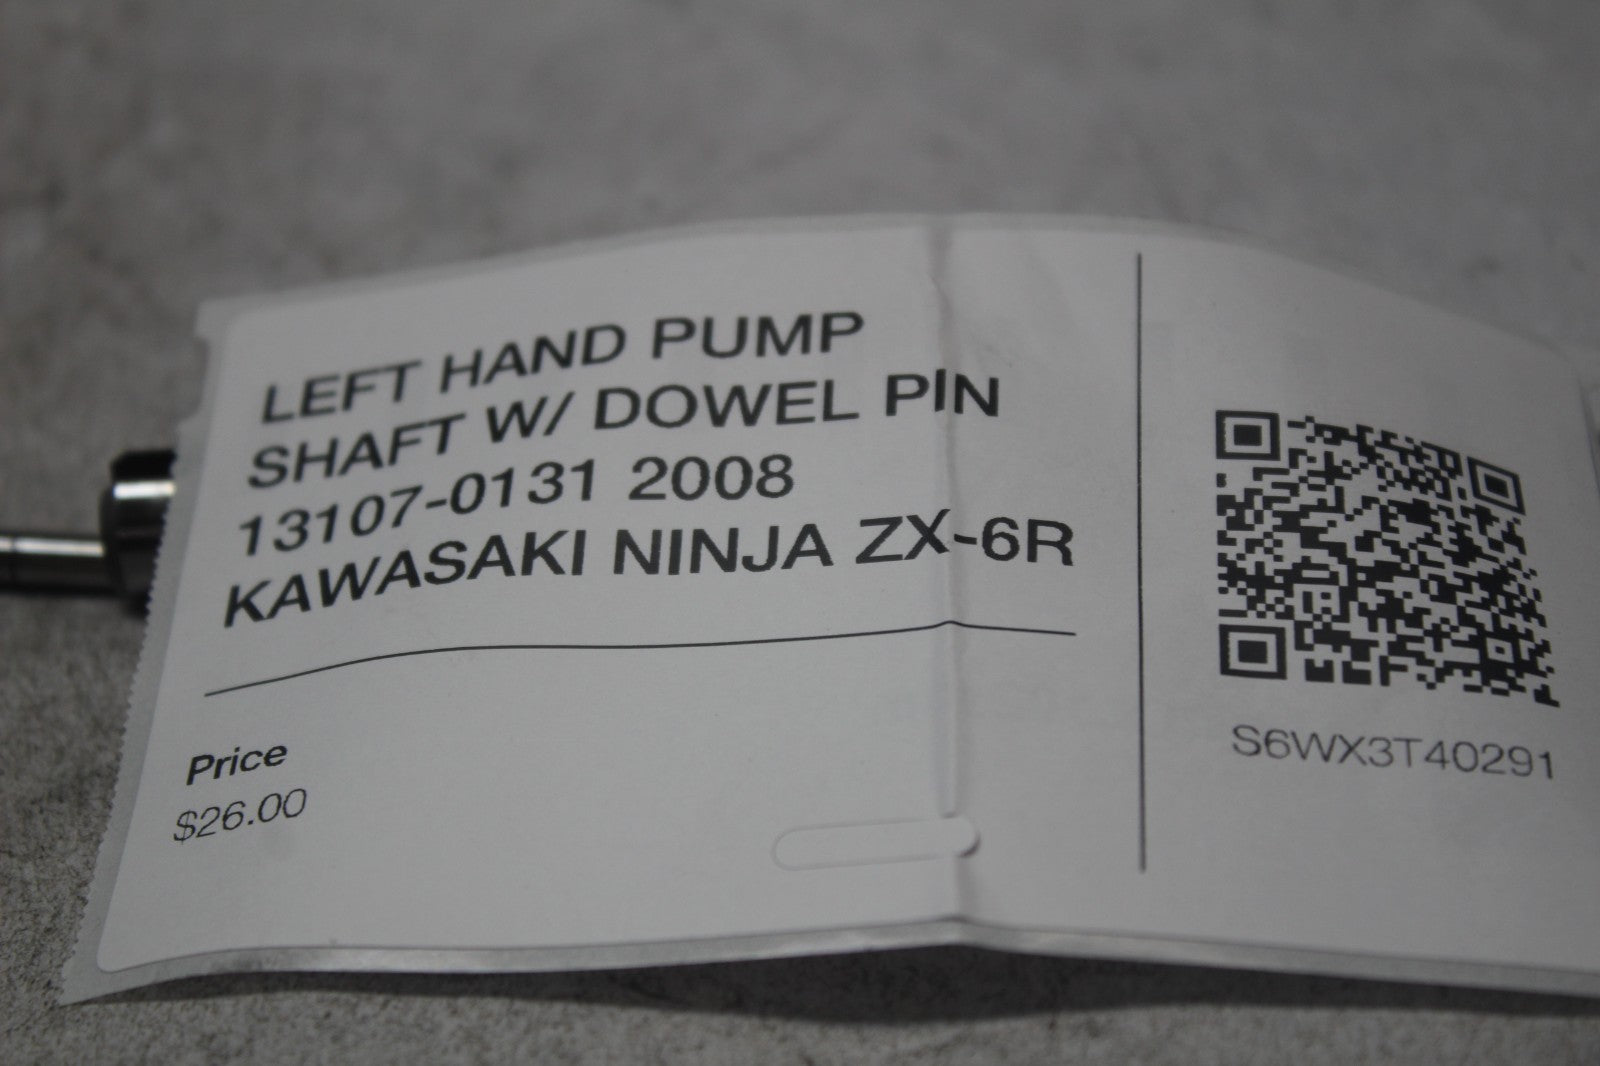 LEFT HAND PUMP
SHAFT W/ DOWEL PIN
13107-0131 2008
KAWASAKI NINJA ZX-6R
Price
$26.00
S6WX3T40291